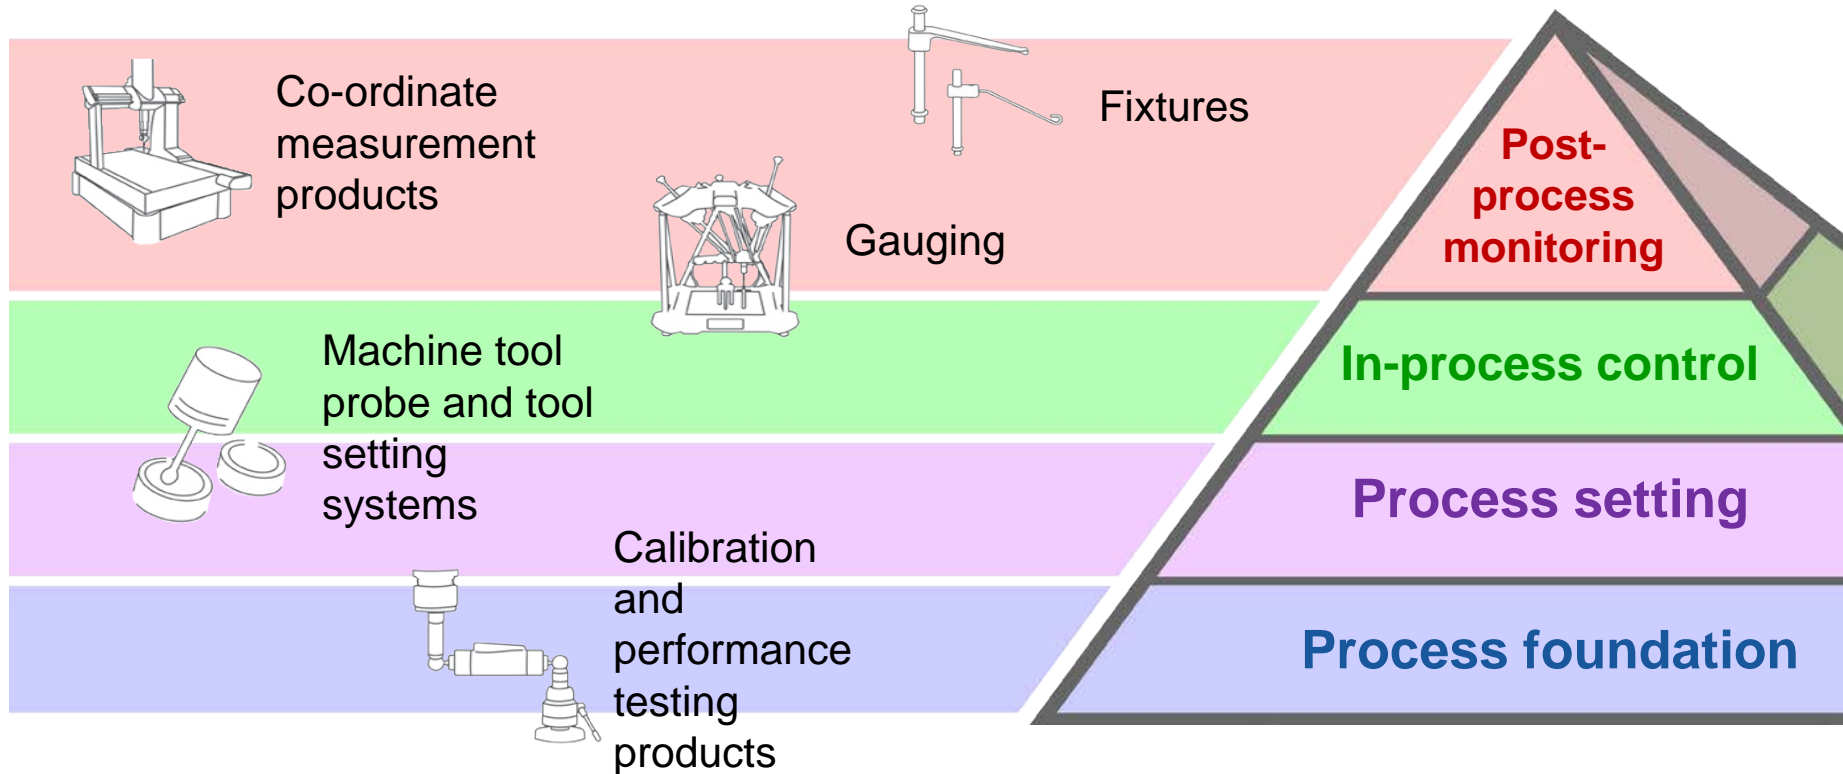 Co-ordinate
measurement
products
Fixtures
Gauging
Post-
process
monitoring
Machine tool
probe and tool
setting
systems
In-process control
Process setting
Calibration
and
performance
testing
products
Process foundation